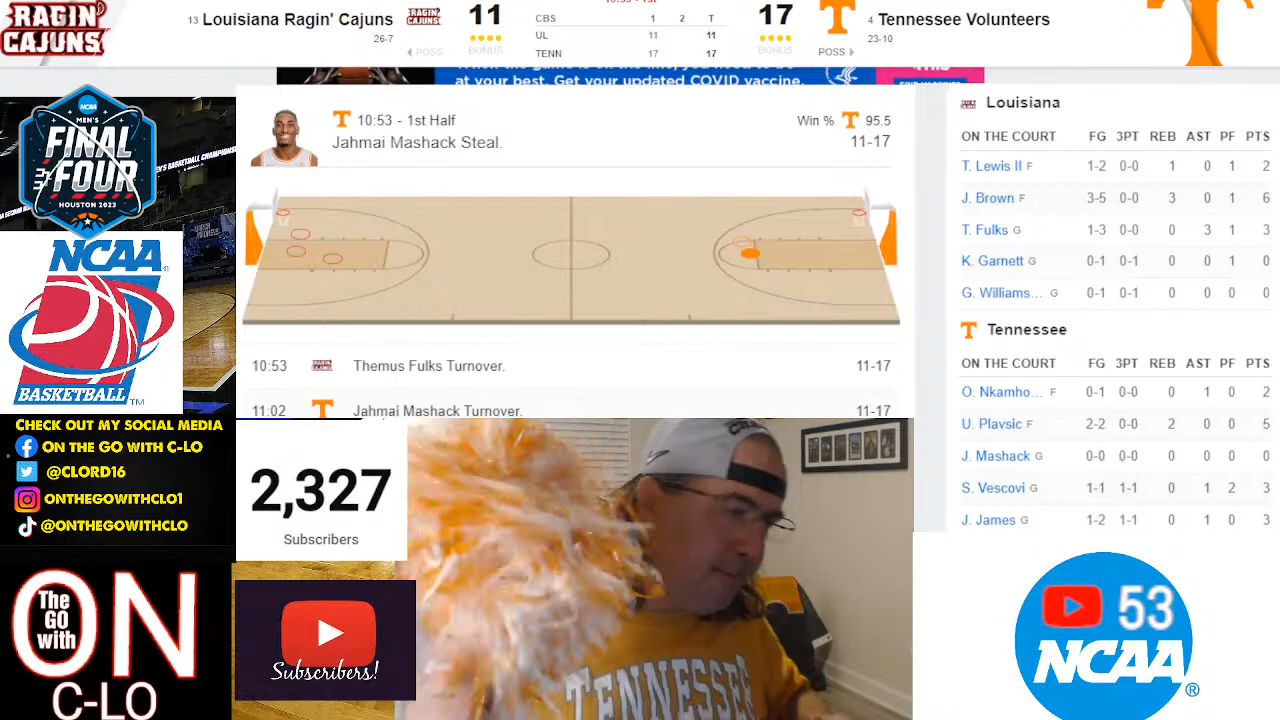 RAGIN'
CAJUNS
13 Louisiana Ragin' Cajuns
26-7
RAGIN'
CAJUNS
POSS
11
BONUS
10:53 - 1st
CBS 1 2 T
UL 11 11
TENN 17 17
17
BONUS
4 Tennessee Volunteers
23-10
POSS
at your best. Get your updated COVID vaccine.
NCAA
MEN'S
FINAL
FOUR
HOUSTON 2023
NCAA
BASKETBALL
TM
CHECK OUT MY SOCIAL MEDIA
ON THE GO WITH C-LO
@CLORD16
ONTHEGOWITHCLO1
@ONTHEGOWITHCLO
The GO with
ON
C-LO
10:53 - 1st Half
Jahmai Mashack Steal.
Win % 95.5
11-17
10:53 Themus Fulks Turnover. 11-17
11:02 Jahmai Mashack Turnover. 11-17
2,327
Subscribers
Subscribers!
TENNESSEE
Louisiana
ON THE COURT FG 3PT REB AST PF PTS
T. Lewis II F 1-2 0-0 1 0 1 2
J. Brown F 3-5 0-0 3 0 1 6
T. Fulks G 1-3 0-0 0 3 1 3
K. Garnett G 0-1 0-1 0 0 1 0
G. Williams... G 0-1 0-1 0 0 0 0
Tennessee
ON THE COURT FG 3PT REB AST PF PTS
O. Nkamho... F 0-1 0-0 0 1 0 2
U. Plavsic F 2-2 0-0 2 0 0 5
J. Mashack G 0-0 0-0 0 0 0 0
S. Vescovi G 1-1 1-1 0 1 2 3
J. James G 1-2 1-1 0 1 0 3
53
NCAA®